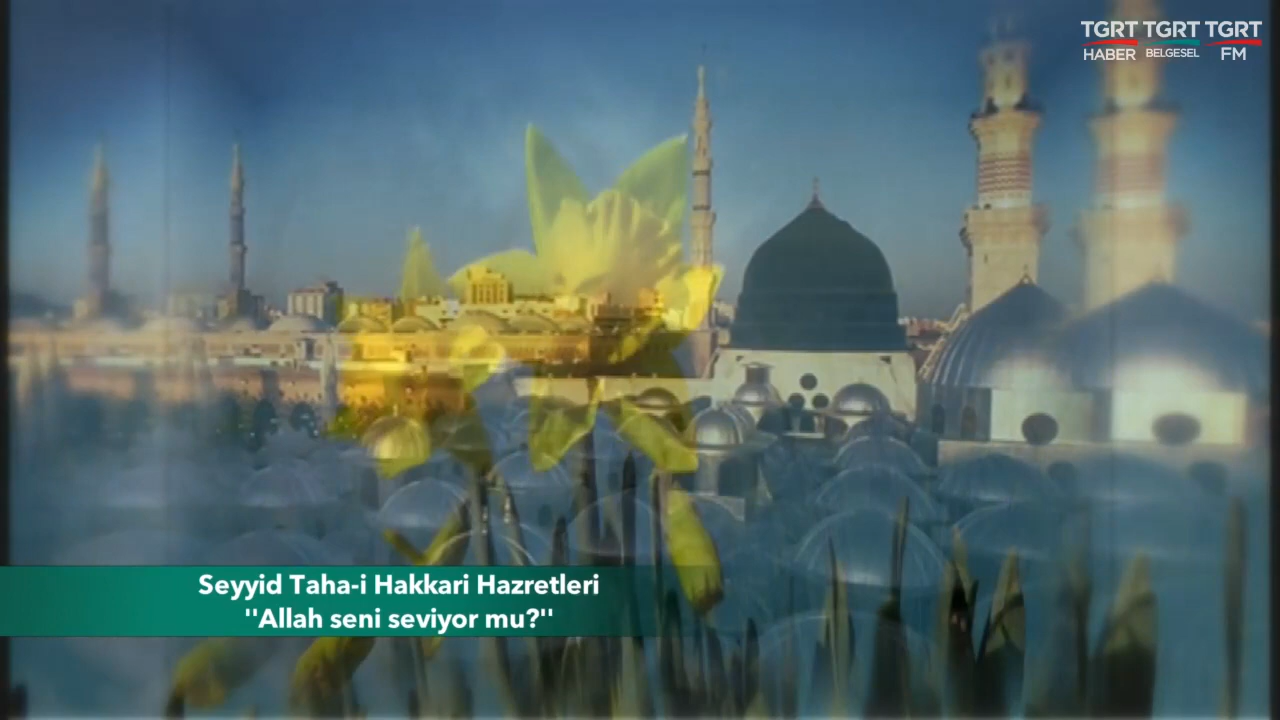 TGRT TGRT TGRT
HABER BELGESEL FM
Seyyid Taha-i Hakkari Hazretleri
''Allah seni seviyor mu?''